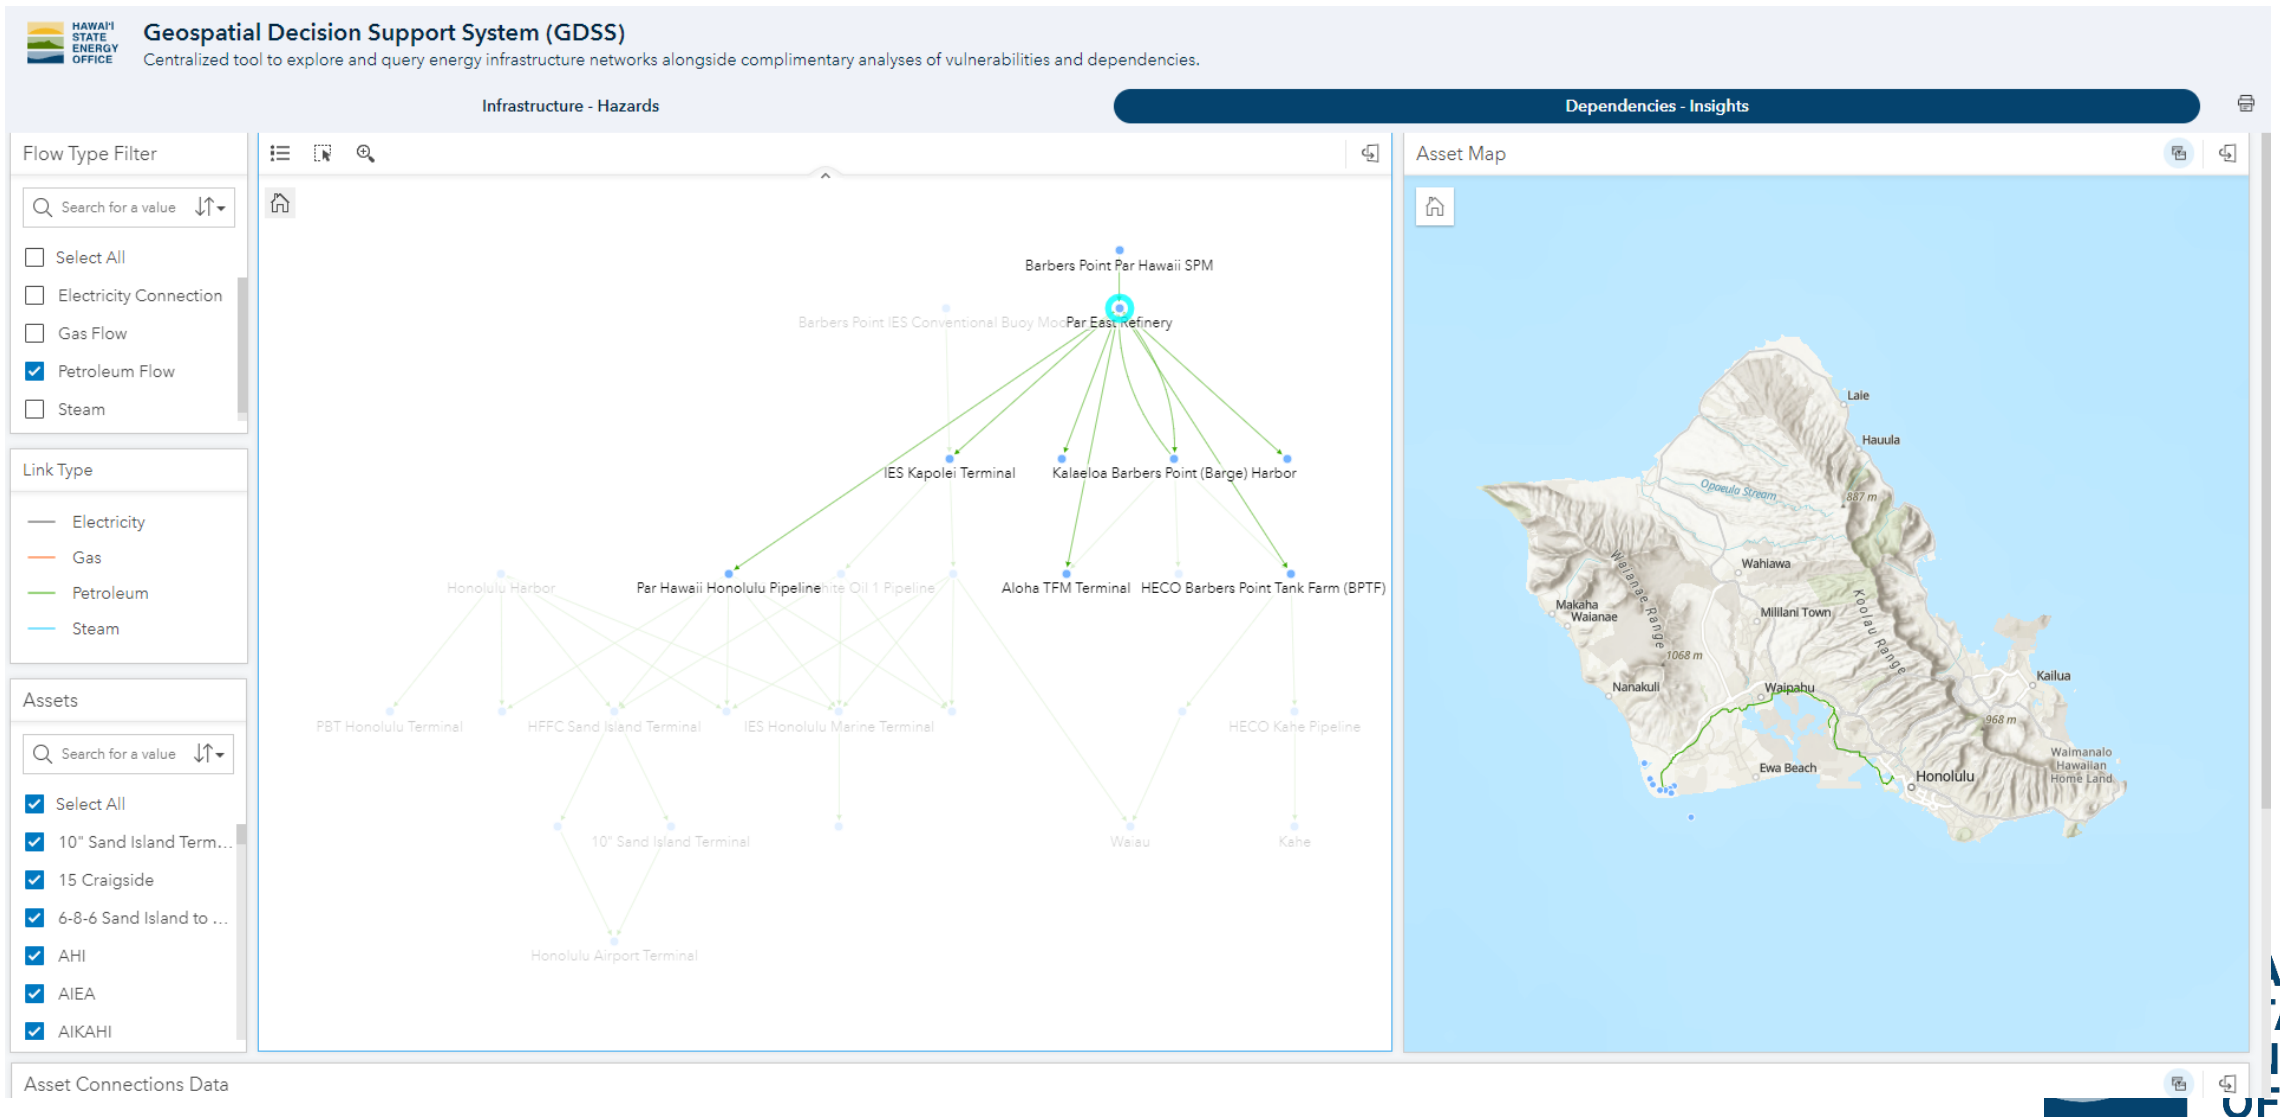 HAWAI'I
STATE
ENERGY
OFFICE
Geospatial Decision Support System (GDSS)
Centralized tool to explore and query energy infrastructure networks alongside complimentary analyses of vulnerabilities and dependencies.
Infrastructure - Hazards
Dependencies - Insights
Flow Type Filter
Search for a value
Select All
Electricity Connection
Gas Flow
Petroleum Flow
Steam
Link Type
Electricity
Gas
Petroleum
Steam
Assets
Search for a value
Select All
10" Sand Island Term...
15 Craigside
6-8-6 Sand Island to ...
AHI
AIEA
AIKAHI
Barbers Point Par Hawaii SPM
Barbers Point IES Conventional Buoy
Par East Refinery
IES Kapolei Terminal
Kalaeloa Barbers Point (Barge) Harbor
Honolulu Harbor
Par Hawaii Honolulu Pipeline
Oil 1 Pipeline
Aloha TFM Terminal
HECO Barbers Point Tank Farm (BPTF)
PBT Honolulu Terminal
HFFC Sand Island Terminal
IES Honolulu Marine Terminal
HECO Kahe Pipeline
10" Sand Island Terminal
Waiau
Kahe
Honolulu Airport Terminal
Asset Map
Laie
Hauula
Opaeula Stream
887 m
Wahiawa
Waianae Range
Makaha
Waianae
Mililani Town
Koolau Range
1068 m
Kailua
Nanakuli
Waipahu
968 m
Waimanalo
Hawaiian
Home Land
Ewa Beach
Honolulu
Asset Connections Data